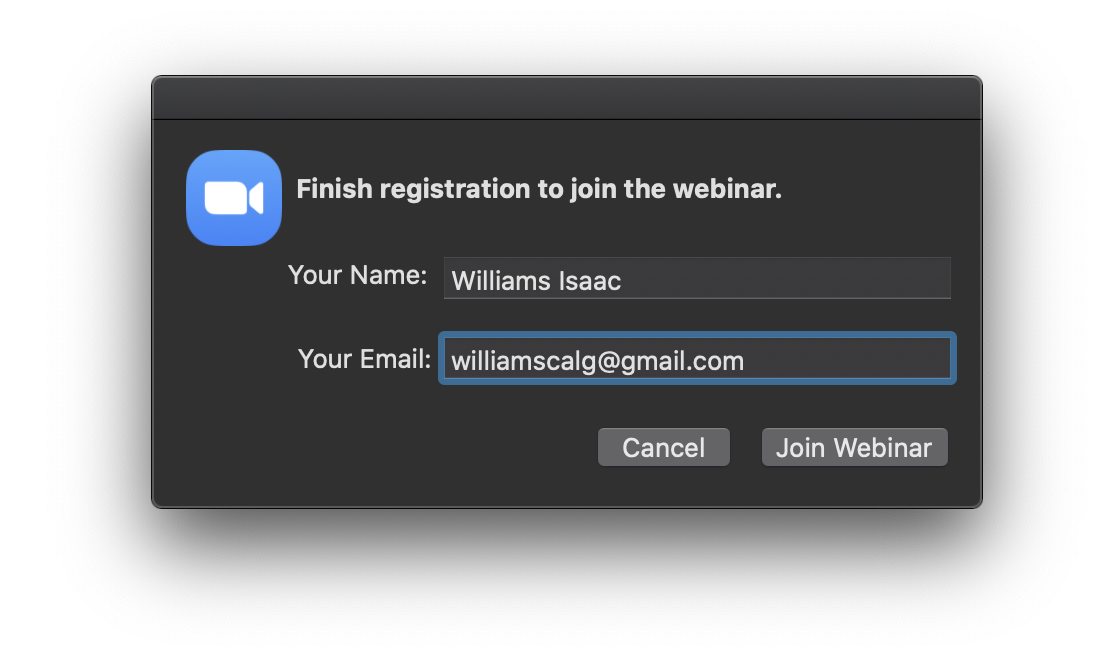 Finish registration to join the webinar.
Your Name: Williams Isaac
Your Email: williamscalg@gmail.com
Cancel Join Webinar